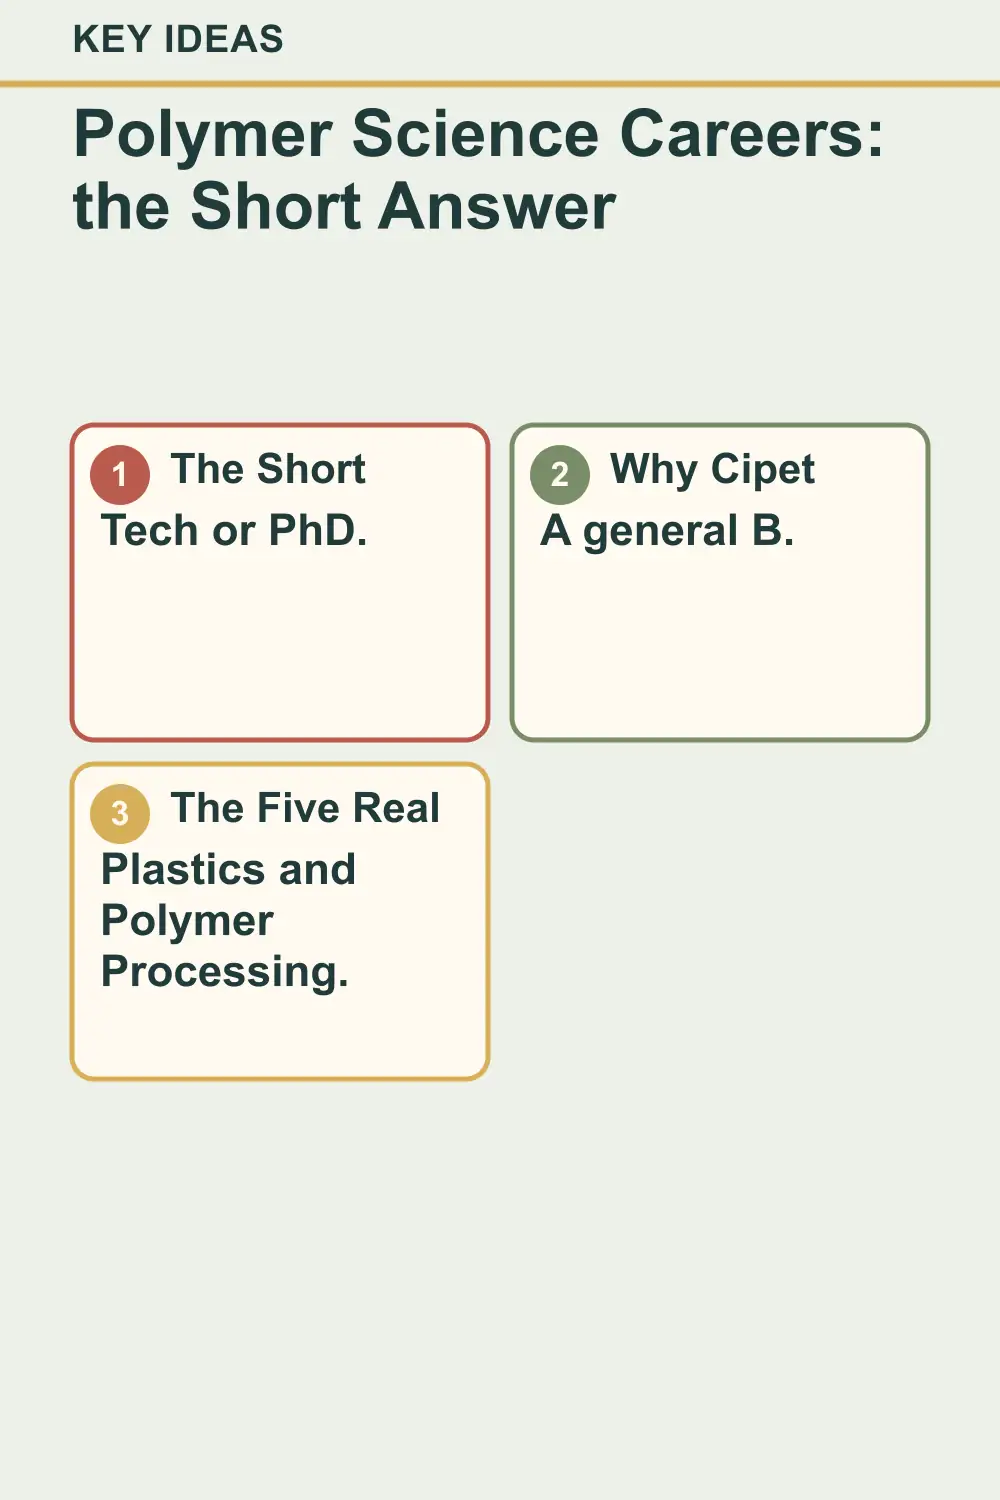 KEY IDEAS
Polymer Science Careers:
the Short Answer
1 The Short
Tech or PhD.
2 Why Cipet
A general B.
3 The Five Real
Plastics and
Polymer
Processing.